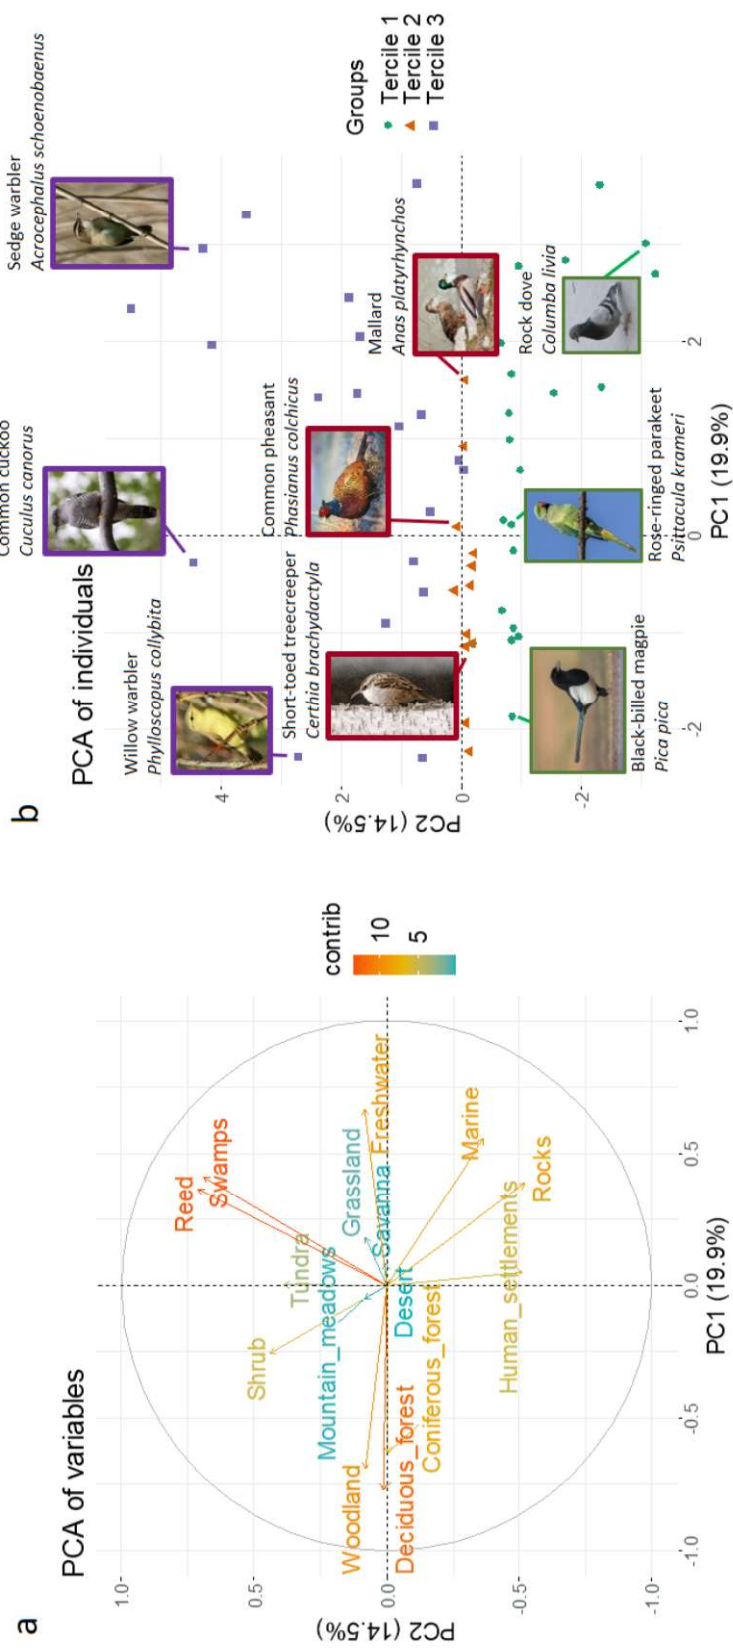 a
PCA of variables
PC2 (14.5%)
1.0
0.5
0.0
-0.5
-1.0
-1.0
-0.5
0.0
0.5
1.0
PC1 (19.9%)
Reed
Swamps
Shrub
Tundra
Mountain_meadows
Grassland
Savanna
Freshwater
Woodland
Deciduous_forest
Coniferous_forest
Desert
Marine
Rocks
Human_settlements
contrib
10
5
b
PCA of individuals
PC2 (14.5%)
4
2
0
-2
-2
0
2
PC1 (19.9%)
Willow warbler
Phylloscopus collybita
Common cuckoo
Cuculus canorus
Sedge warbler
Acrocephalus schoenobaenus
Short-toed treecreeper
Certhia brachydactyla
Common pheasant
Phasianus colchicus
Mallard
Anas platyrhynchos
Black-billed magpie
Pica pica
Rose-ringed parakeet
Psittacula krameri
Rock dove
Columba livia
Groups
Tercile 1
Tercile 2
Tercile 3